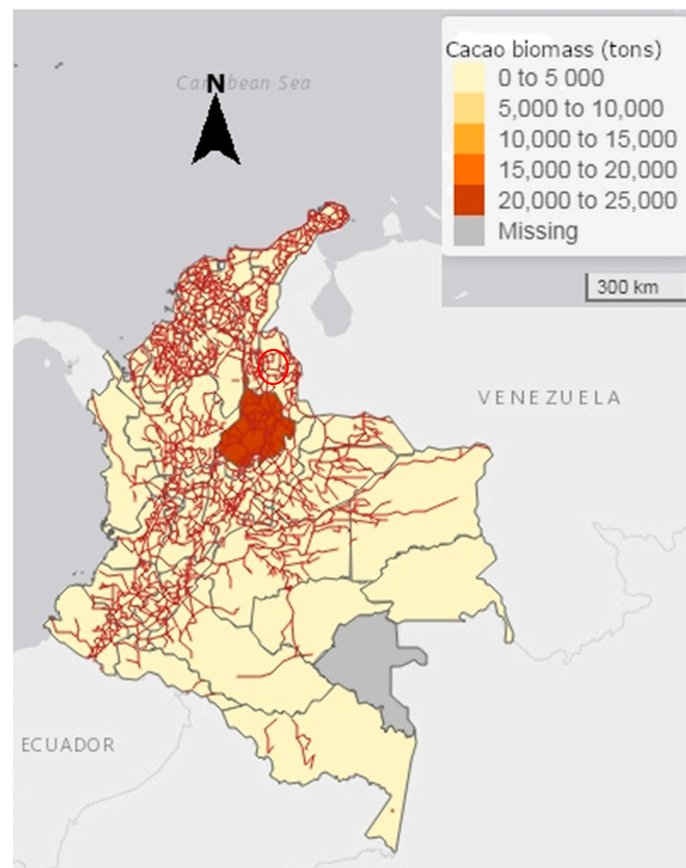 Caribbean Sea
N
Cacao biomass (tons)
0 to 5 000
5,000 to 10,000
10,000 to 15,000
15,000 to 20,000
20,000 to 25,000
Missing
300 km
VENEZUELA
ECUADOR